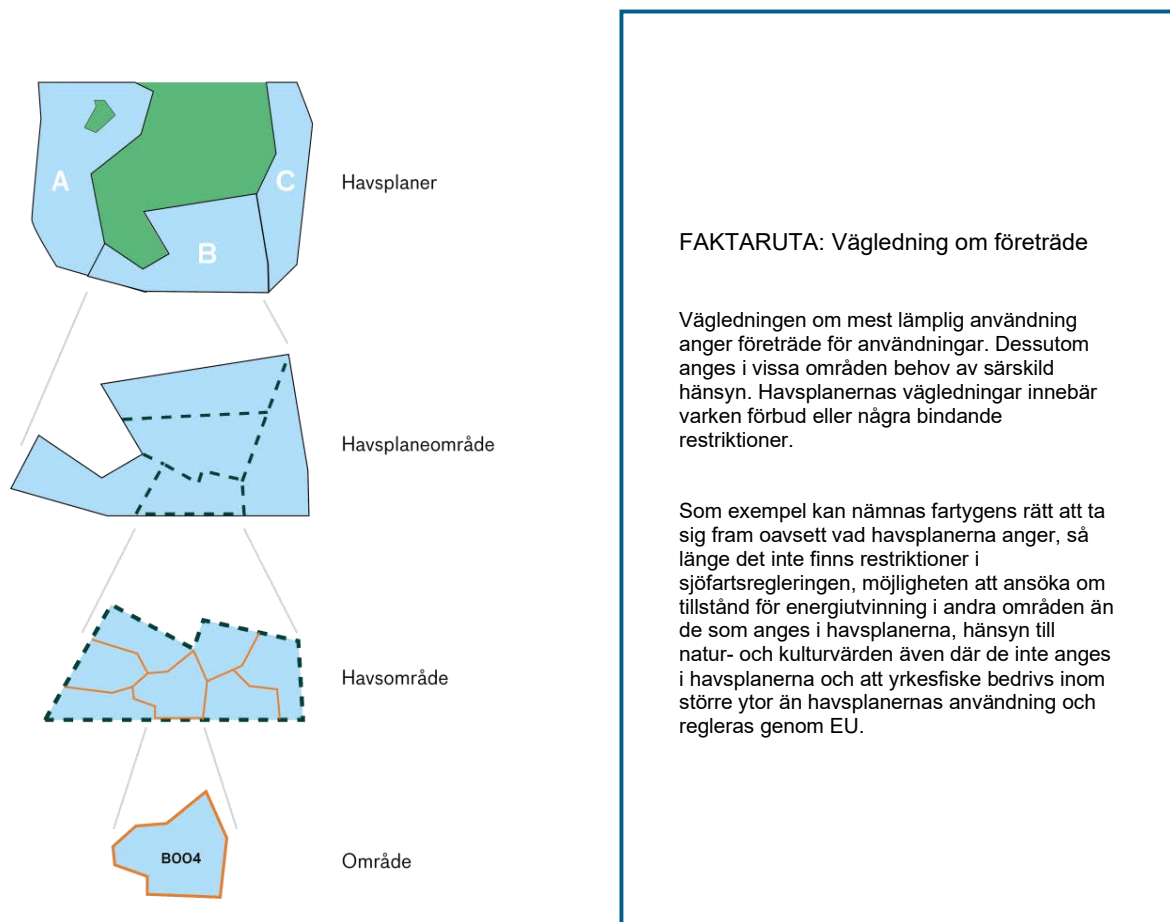 A
C
B
Havsplaner
Havsplaneområde
Havsområde
B004
Område
FAKTARUTA: Vägledning om företräde
Vägledningen om mest lämplig användning
anger företräde för användningar. Dessutom
anges i vissa områden behov av särskild
hänsyn. Havsplanernas vägledningar innebär
varken förbud eller några bindande
restriktioner.
Som exempel kan nämnas fartygens rätt att ta
sig fram oavsett vad havsplanerna anger, så
länge det inte finns restriktioner i
sjöfartsregleringen, möjligheten att ansöka om
tillstånd för energiutvinning i andra områden än
de som anges i havsplanerna, hänsyn till
natur- och kulturvärden även där de inte anges
i havsplanerna och att yrkesfiske bedrivs inom
större ytor än havsplanernas användning och
regleras genom EU.